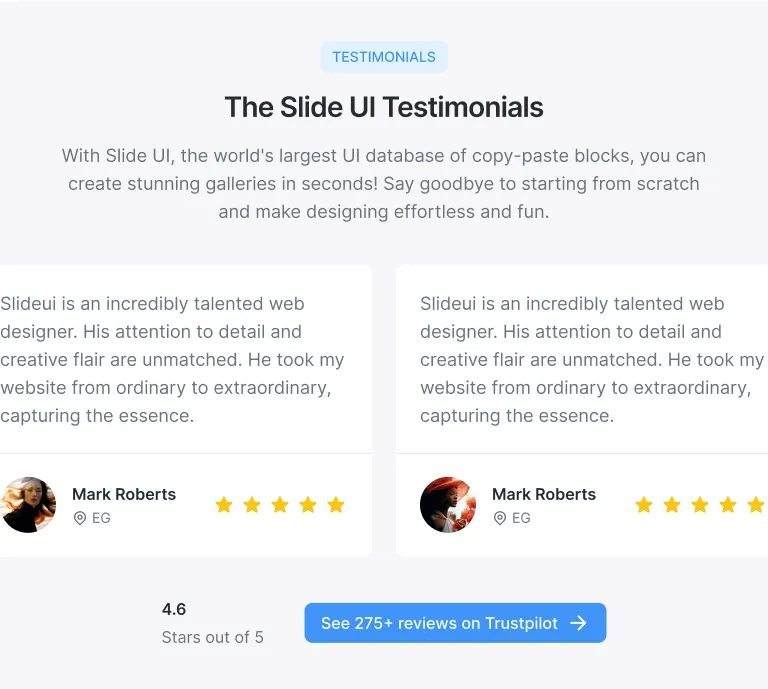 TESTIMONIALS
The Slide UI Testimonials
With Slide UI, the world's largest UI database of copy-paste blocks, you can
create stunning galleries in seconds! Say goodbye to starting from scratch
and make designing effortless and fun.
Slideui is an incredibly talented web
designer. His attention to detail and
creative flair are unmatched. He took my
website from ordinary to extraordinary,
capturing the essence.
Mark Roberts
EG
Slideui is an incredibly talented web
designer. His attention to detail and
creative flair are unmatched. He took my
website from ordinary to extraordinary,
capturing the essence.
Mark Roberts
EG
4.6
Stars out of 5
See 275+ reviews on Trustpilot